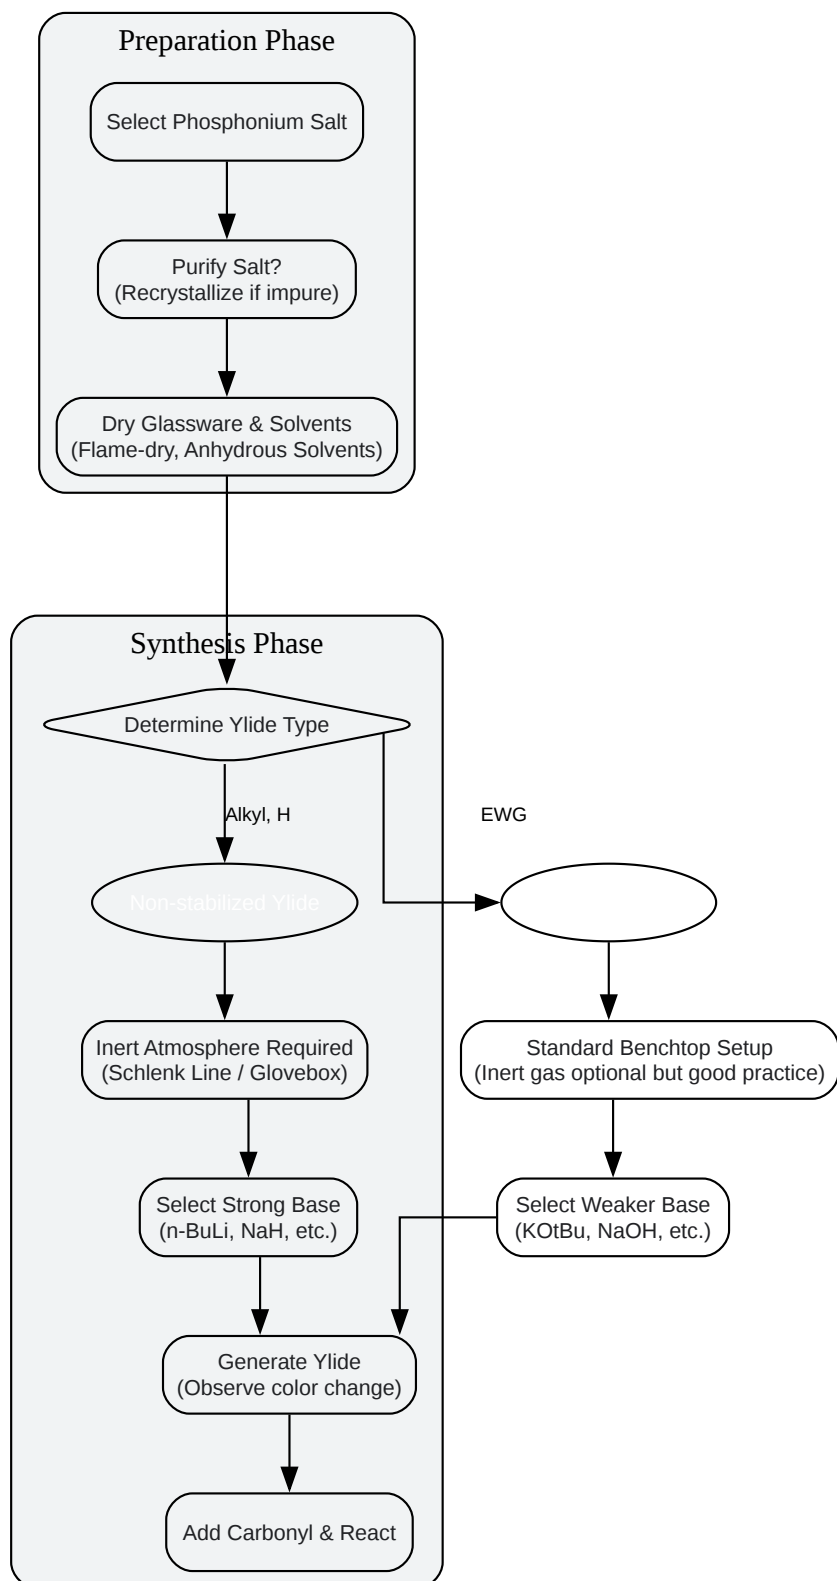 Preparation Phase
Select Phosphonium Salt
Purify Salt?
(Recrystallize if impure)
Dry Glassware & Solvents
(Flame-dry, Anhydrous Solvents)
Synthesis Phase
Determine Ylide Type
Alkyl, H
EWG
Non-stabilized Ylide
Inert Atmosphere Required
(Schlenk Line / Glovebox)
Standard Benchtop Setup
(Inert gas optional but good practice)
Select Strong Base
(n-BuLi, NaH, etc.)
Select Weaker Base
(KOtBu, NaOH, etc.)
Generate Ylide
(Observe color change)
Add Carbonyl & React